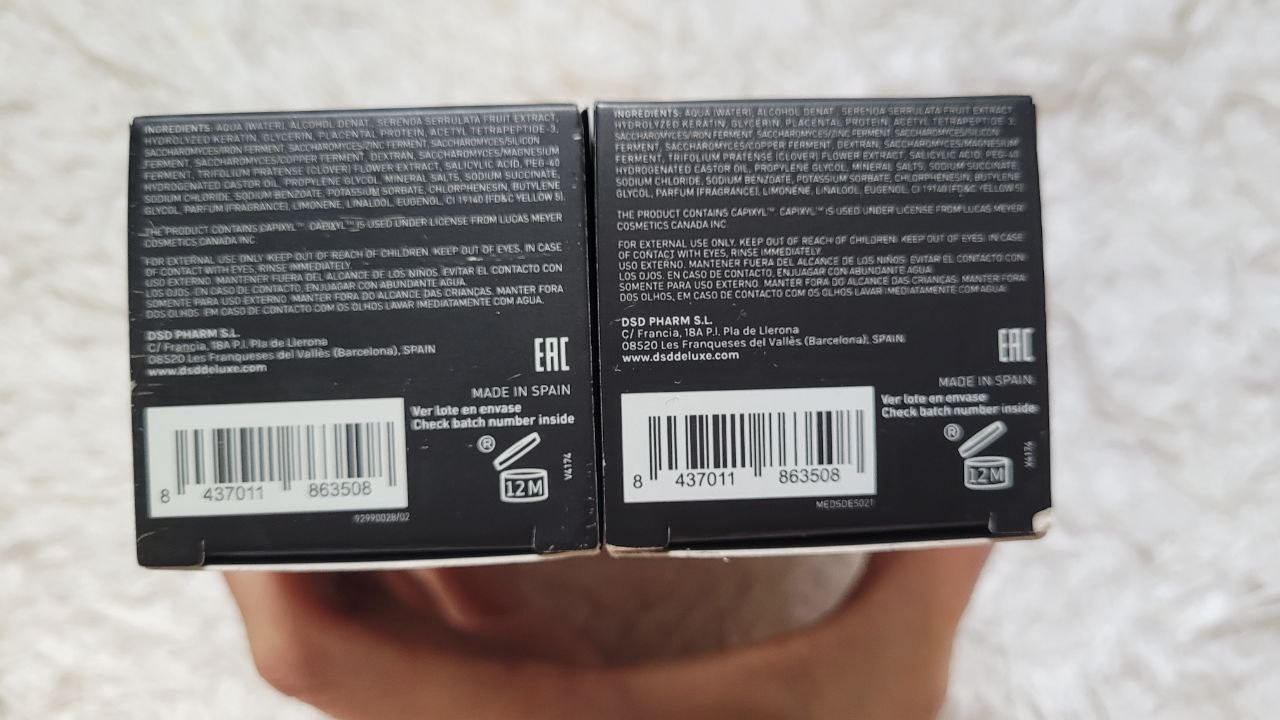 INGREDIENTS: AQUA (WATER), ALCOHOL DENAT., SERENOA SERRULATA FRUIT EXTRACT,
HYDROLYZED KERATIN, GLYCERIN, PLACENTAL PROTEIN, ACETYL TETRAPEPTIDE-3,
SACCHAROMYCES/IRON FERMENT, SACCHAROMYCES/ZINC FERMENT, SACCHAROMYCES/SILICON
FERMENT, SACCHAROMYCES/COPPER FERMENT, DEXTRAN, SACCHAROMYCES/MAGNESIUM
FERMENT, TRIFOLIUM PRATENSE (CLOVER) FLOWER EXTRACT, SALICYLIC ACID, PEG-40
HYDROGENATED CASTOR OIL, PROPYLENE GLYCOL, MINERAL SALTS, SODIUM SUCCINATE,
SODIUM CHLORIDE, SODIUM BENZOATE, POTASSIUM SORBATE, CHLORPHENESIN, BUTYLENE
GLYCOL, PARFUM (FRAGRANCE), LIMONENE, LINALOOL, EUGENOL, CI 19140 (FD&C YELLOW 5).
THE PRODUCT CONTAINS CAPIXYL™. CAPIXYL™ IS USED UNDER LICENSE FROM LUCAS MEYER
COSMETICS CANADA INC.
FOR EXTERNAL USE ONLY. KEEP OUT OF REACH OF CHILDREN. KEEP OUT OF EYES, IN CASE
OF CONTACT WITH EYES, RINSE IMMEDIATELY.
USO EXTERNO. MANTENER FUERA DEL ALCANCE DE LOS NIÑOS. EVITAR EL CONTACTO CON
LOS OJOS. EN CASO DE CONTACTO, ENJUAGAR CON ABUNDANTE AGUA.
SOMENTE PARA USO EXTERNO. MANTER FORA DO ALCANCE DAS CRIANÇAS. MANTER FORA
DOS OLHOS, EM CASO DE CONTACTO COM OS OLHOS LAVAR IMEDIATAMENTE COM AGUA.
DSD PHARM S.L.
C/ Francia, 18A P.I. Pla de Llerona
08520 Les Franqueses del Vallès (Barcelona), SPAIN
www.dsddeluxe.com
EAC
MADE IN SPAIN
Ver lote en envase
Check batch number inside
®
12M
V4174
8 437011 863508
92990028/02
INGREDIENTS: AQUA (WATER), ALCOHOL DENAT., SERENOA SERRULATA FRUIT EXTRACT,
HYDROLYZED KERATIN, GLYCERIN, PLACENTAL PROTEIN, ACETYL TETRAPEPTIDE-3,
SACCHAROMYCES/IRON FERMENT, SACCHAROMYCES/ZINC FERMENT, SACCHAROMYCES/SILICON
FERMENT, SACCHAROMYCES/COPPER FERMENT, DEXTRAN, SACCHAROMYCES/MAGNESIUM
FERMENT, TRIFOLIUM PRATENSE (CLOVER) FLOWER EXTRACT, SALICYLIC ACID, PEG-40
HYDROGENATED CASTOR OIL, PROPYLENE GLYCOL, MINERAL SALTS, SODIUM SUCCINATE,
SODIUM CHLORIDE, SODIUM BENZOATE, POTASSIUM SORBATE, CHLORPHENESIN, BUTYLENE
GLYCOL, PARFUM (FRAGRANCE), LIMONENE, LINALOOL, EUGENOL, CI 19140 (FD&C YELLOW 5).
THE PRODUCT CONTAINS CAPIXYL™. CAPIXYL™ IS USED UNDER LICENSE FROM LUCAS MEYER
COSMETICS CANADA INC.
FOR EXTERNAL USE ONLY. KEEP OUT OF REACH OF CHILDREN. KEEP OUT OF EYES. IN CASE
OF CONTACT WITH EYES, RINSE IMMEDIATELY.
USO EXTERNO. MANTENER FUERA DEL ALCANCE DE LOS NIÑOS. EVITAR EL CONTACTO CON
LOS OJOS. EN CASO DE CONTACTO, ENJUAGAR CON ABUNDANTE AGUA.
SOMENTE PARA USO EXTERNO. MANTER FORA DO ALCANCE DAS CRIANÇAS. MANTER FORA
DOS OLHOS, EM CASO DE CONTACTO COM OS OLHOS LAVAR IMEDIATAMENTE COM AGUA.
DSD PHARM S.L.
C/ Francia, 18A P.I. Pla de Llerona
08520 Les Franqueses del Vallès (Barcelona), SPAIN
www.dsddeluxe.com
EAC
MADE IN SPAIN
Ver lote en envase
Check batch number inside
®
12M
8 437011 863508
MEDSDES021